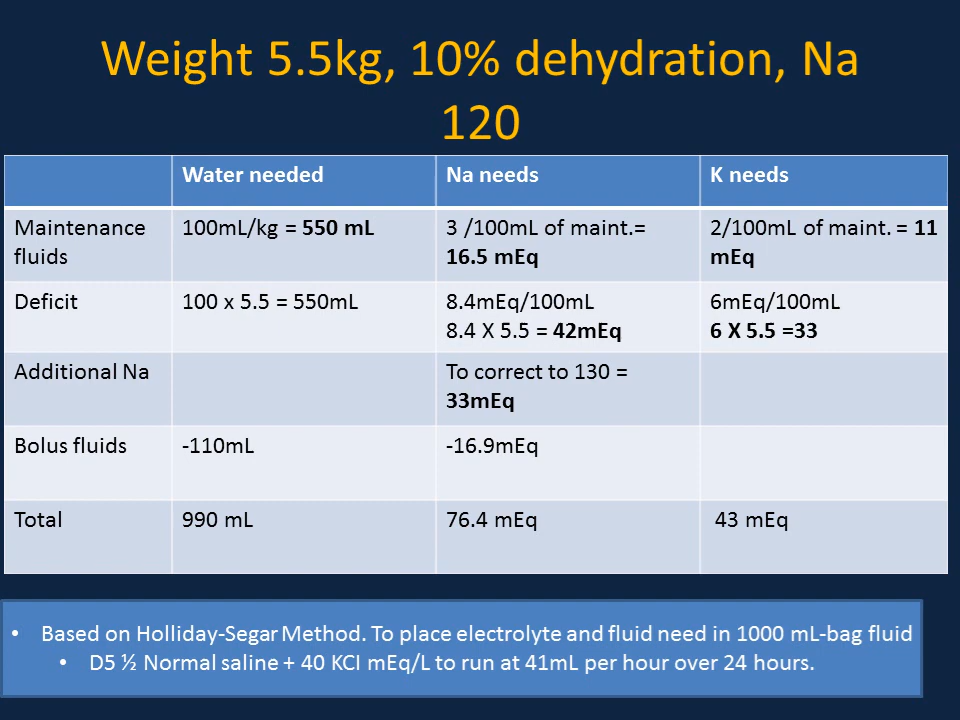 Weight 5.5kg, 10% dehydration, Na
120
Water needed
Na needs
K needs
Maintenance
fluids
100mL/kg = 550 mL
3 /100mL of maint.=
16.5 mEq
2/100mL of maint. = 11
mEq
Deficit
100 x 5.5 = 550mL
8.4mEq/100mL
8.4 X 5.5 = 42mEq
6mEq/100mL
6 X 5.5 =33
Additional Na
To correct to 130 =
33mEq
Bolus fluids
-110mL
-16.9mEq
Total
990 mL
76.4 mEq
43 mEq
• Based on Holliday-Segar Method. To place electrolyte and fluid need in 1000 mL-bag fluid
• D5 ½ Normal saline + 40 KCI mEq/L to run at 41mL per hour over 24 hours.